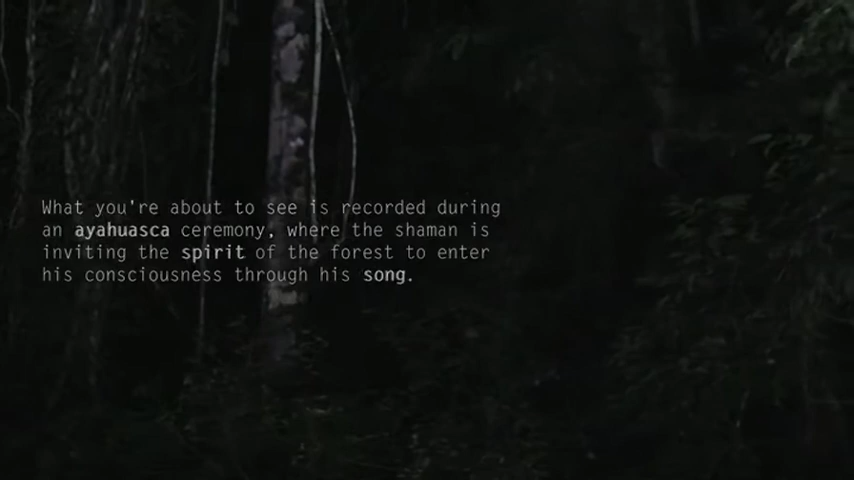 What you're about to see is recorded during
an ayahuasca ceremony, where the shaman is
inviting the spirit of the forest to enter
his consciousness through his song.